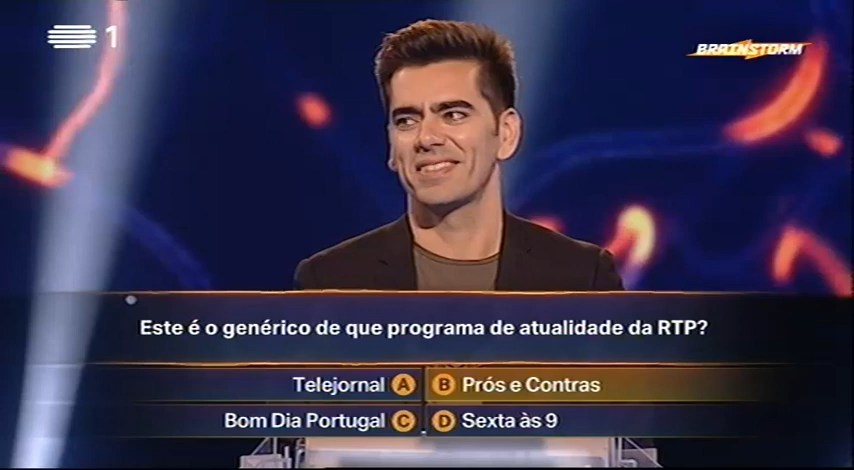 1
BRAINSTORM
Este é o genérico de que programa de atualidade da RTP?
Telejornal A
B Prós e Contras
Bom Dia Portugal C
D Sexta às 9